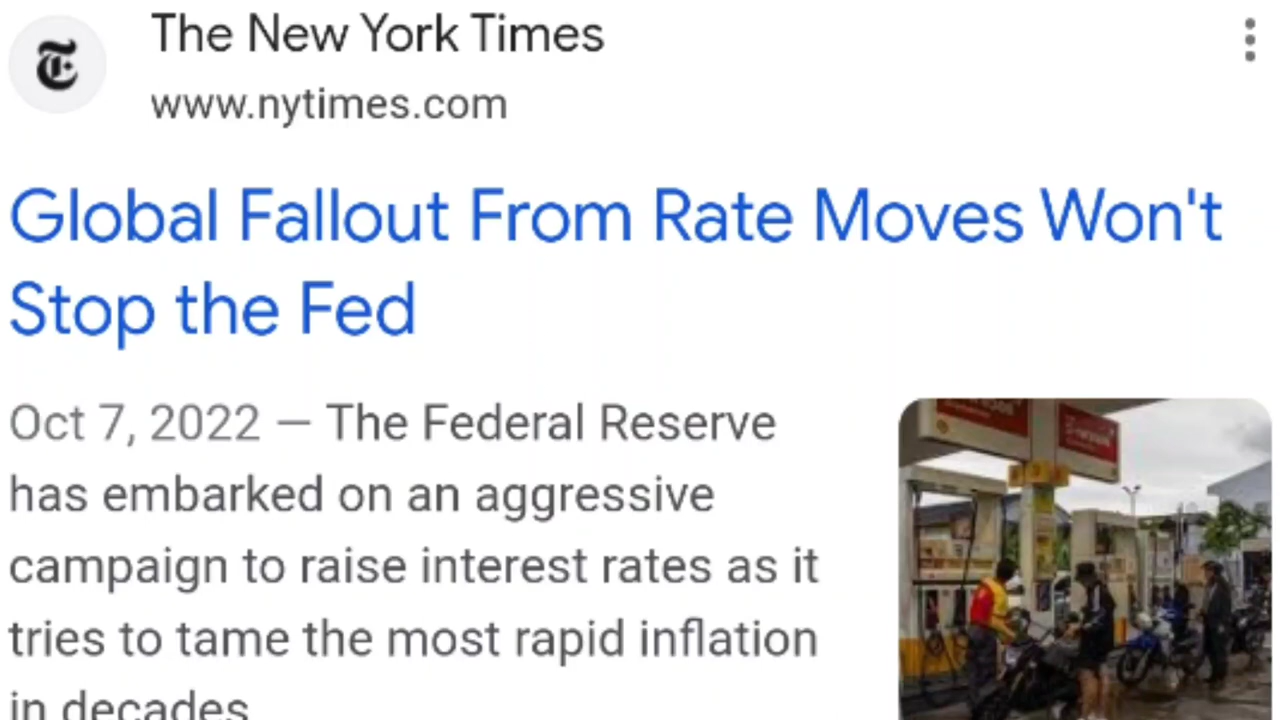 The New York Times
www.nytimes.com
Global Fallout From Rate Moves Won't
Stop the Fed
Oct 7, 2022 — The Federal Reserve
has embarked on an aggressive
campaign to raise interest rates as it
tries to tame the most rapid inflation
in decades